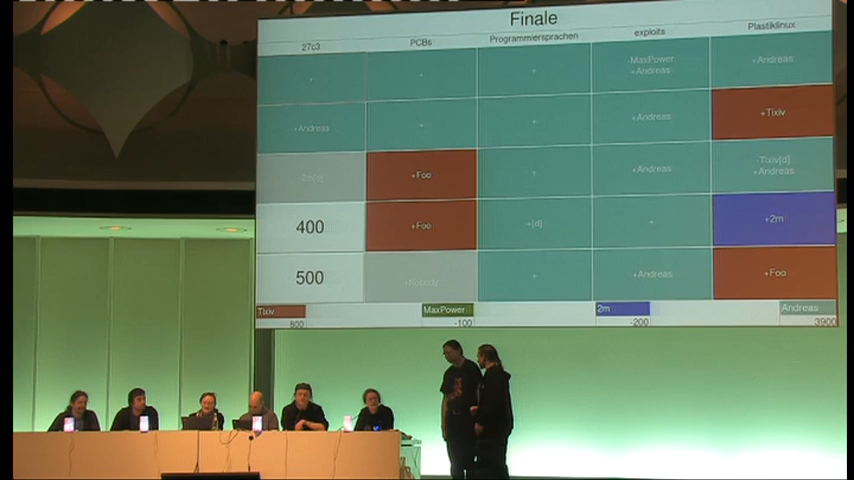 Finale
27c3
PCBs
Programmiersprachen
exploits
Plastiklinux
+
+
+
-MaxPower
+Andreas
+Andreas
+Andreas
+
+
+Andreas
+Tixiv
+Foo
+
+Andreas
-Tixiv[d]
+Andreas
400
+Foo
+[d]
+
+2m
500
+Nobody
+
+Andreas
+Foo
Tixiv
MaxPower
2m
Andreas
800
-100
-200
3900